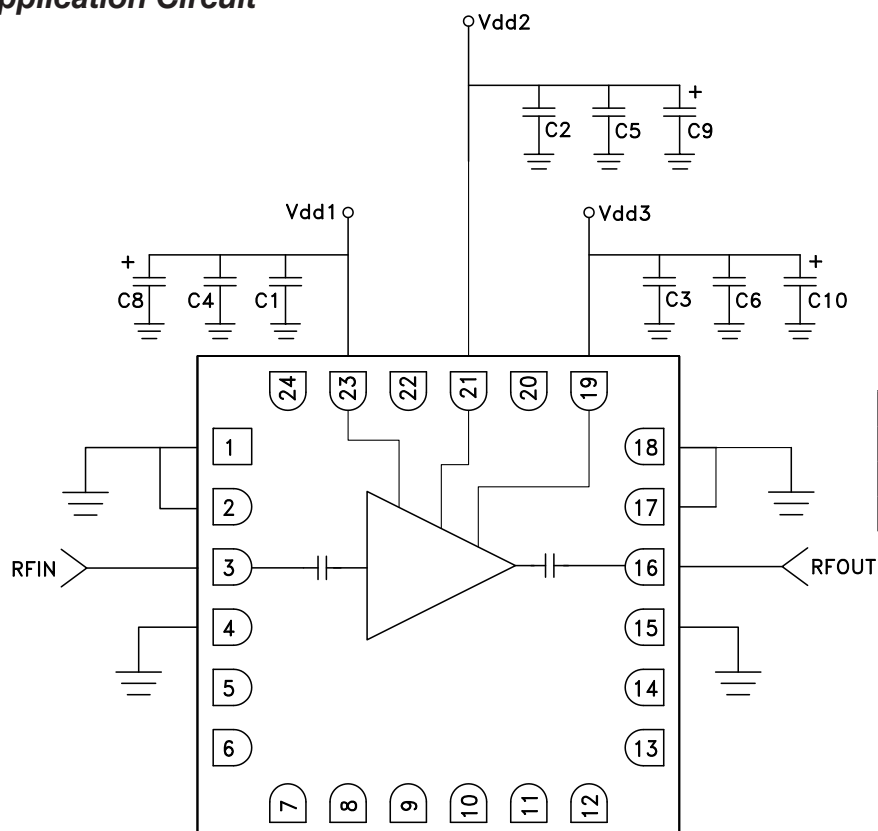 pplication Circuit
Vdd2
+
C2 C5 C9
Vdd1 Vdd3
+ +
C8 C4 C1 C3 C6 C10
24 23 22 21 20 19
1 18
2 17
RFIN 3 16 RFOUT
4 15
5 14
6 13
7 8 9 10 11 12